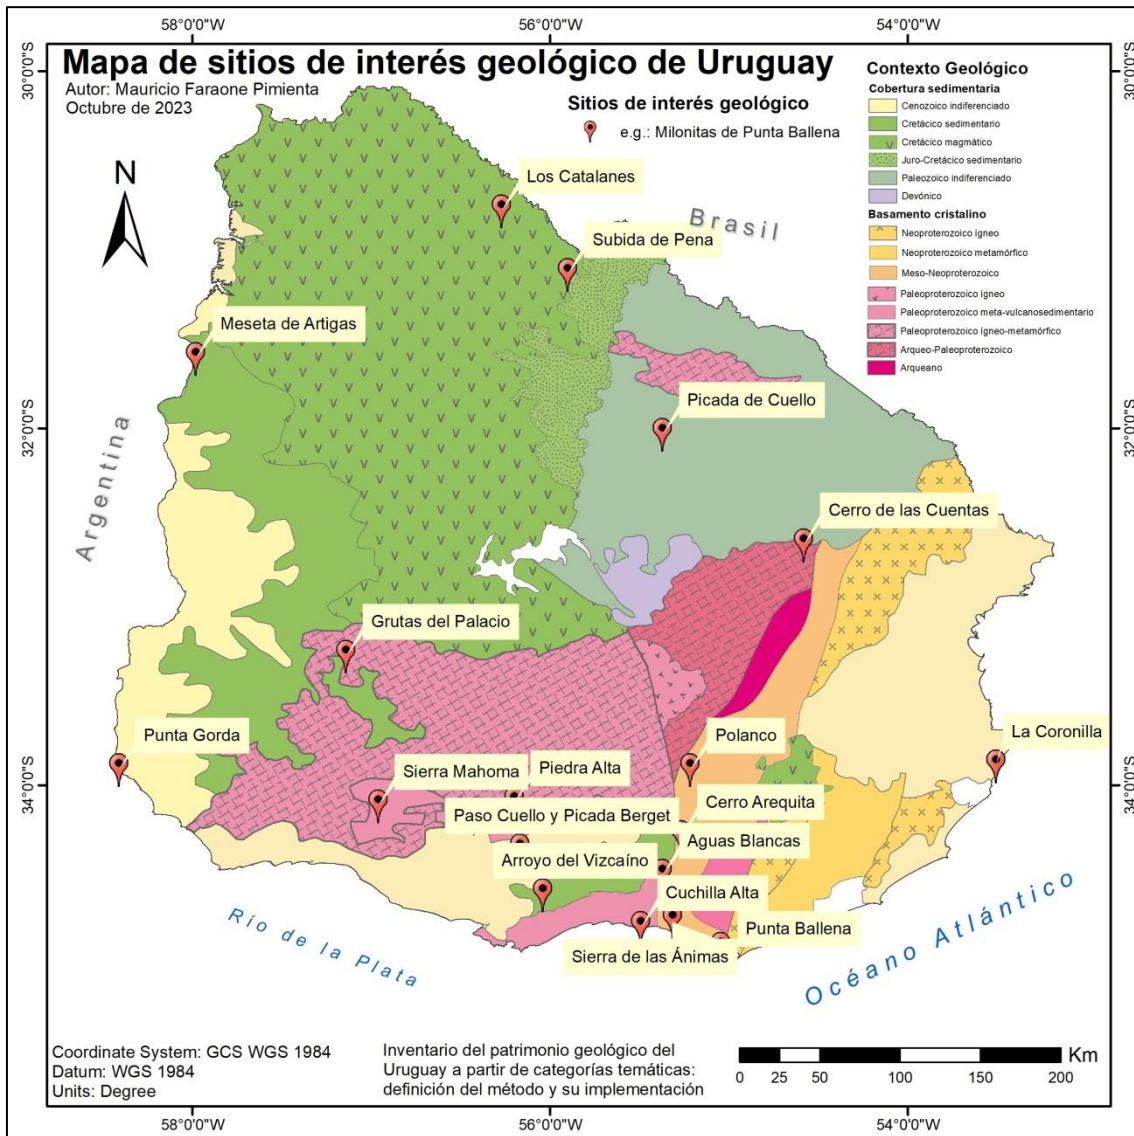 58°0'0"W
56°0'0"W
54°0'0"W
30°0'0"S
30°0'0"S
Mapa de sitios de interés geológico de Uruguay
Autor: Mauricio Faraone Pimienta
Octubre de 2023
Sitios de interés geológico
e.g.: Milonitas de Punta Ballena
Contexto Geológico
Cobertura sedimentaria
Cenozoico indiferenciado
Cretácico sedimentario
Cretácico magmático
Juro-Cretácico sedimentario
Paleozoico indiferenciado
Devónico
Basamento cristalino
Neoproterozoico ígneo
Neoproterozoico metamórfico
Meso-Neoproterozoico
Paleoproterozoico ígneo
Paleoproterozoico meta-vulcanosedimentario
Paleoproterozoico ígneo-metamórfico
Arqueo-Paleoproterozoico
Arqueano
N
Los Catalanes
Brasil
Subida de Pena
Meseta de Artigas
Picada de Cuello
32°0'0"S
32°0'0"S
Argentina
Cerro de las Cuentas
Grutas del Palacio
Punta Gorda
Polanco
La Coronilla
Sierra Mahoma
Piedra Alta
34°0'0"S
34°0'0"S
Paso Cuello y Picada Berget
Cerro Arequita
Aguas Blancas
Arroyo del Vizcaíno
Cuchilla Alta
Punta Ballena
Sierra de las Ánimas
Río de la Plata
Océano Atlántico
Coordinate System: GCS WGS 1984
Datum: WGS 1984
Units: Degree
Inventario del patrimonio geológico del
Uruguay a partir de categorías temáticas:
definición del método y su implementación
Km
0 25 50 100 150 200
58°0'0"W
56°0'0"W
54°0'0"W